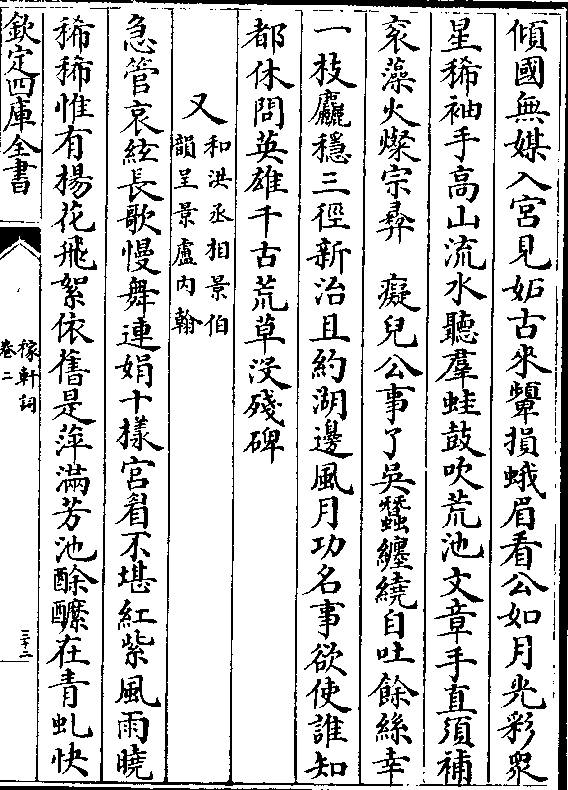 傾國無媒入宮見妬古來顰損蛾眉看公如月光彩衆
星稀袖手高山流水聽羣蛙鼓吹荒池文章手直須補
衮藻火燦宗彝　癡兒公事了吳蠶纏繞自吐餘絲幸
一枝麤穩三徑新治且約湖邊風月功名事欲使誰知
都休問英雄千古荒草沒殘碑
又
和洪丞相景伯
韻呈景盧内翰
急管哀絃長歌慢舞連娟十樣宮眉不堪紅紫風雨曉
稀稀惟有楊花飛絮依舊是萍滿芳池酴醾在青虬快
欽定四庫全書
稼軒詞
卷二
三十二